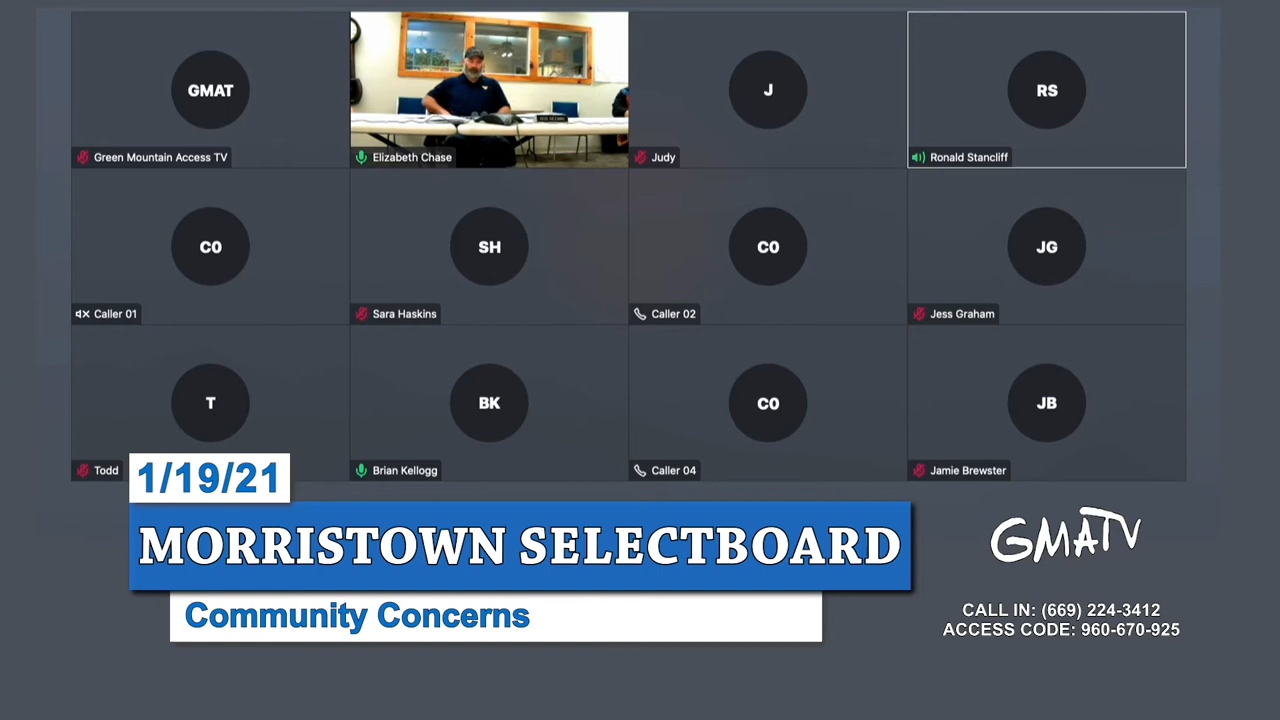 GMAT
J
RS
Green Mountain Access TV
Elizabeth Chase
Judy
Ronald Stancliff
C0
SH
C0
JG
Caller 01
Sara Haskins
Caller 02
Jess Graham
T
BK
C0
JB
Todd
Brian Kellogg
Caller 04
Jamie Brewster
1/19/21
MORRISTOWN SELECTBOARD
Community Concerns
GMATV
CALL IN: (669) 224-3412
ACCESS CODE: 960-670-925